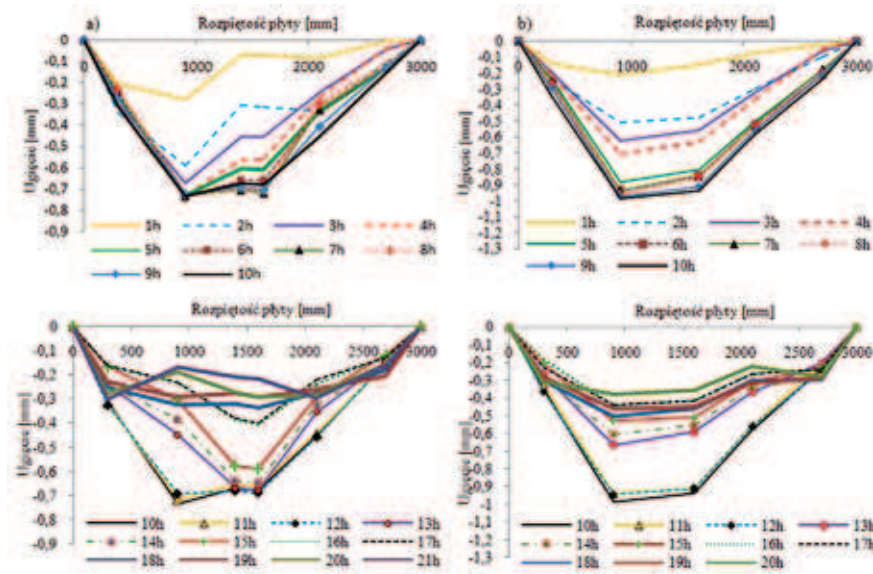 a) Rozpiętość płyty [mm]
0 1000 2000 3000
0
-0,1
-0,2
-0,3
-0,4
-0,5
-0,6
-0,7
-0,8
-0,9
Ugięcie [mm]
1h 2h 3h 4h
5h 6h 7h 8h
9h 10h
b) Rozpiętość płyty [mm]
0 1000 2000 3000
0
-0,1
-0,2
-0,3
-0,4
-0,5
-0,6
-0,7
-0,8
-0,9
-1
-1,1
-1,2
-1,3
Ugięcie [mm]
1h 2h 3h 4h
5h 6h 7h 8h
9h 10h
Rozpiętość płyty [mm]
0 500 1000 1500 2000 2500 3000
0
-0,1
-0,2
-0,3
-0,4
-0,5
-0,6
-0,7
-0,8
-0,9
Ugięcie [mm]
10h 11h 12h 13h
14h 15h 16h 17h
18h 19h 20h 21h
Rozpiętość płyty [mm]
0 500 1000 1500 2000 2500 3000
0
-0,1
-0,2
-0,3
-0,4
-0,5
-0,6
-0,7
-0,8
-0,9
-1
-1,1
-1,2
-1,3
Ugięcie [mm]
10h 11h 12h 13h
14h 15h 16h 17h
18h 19h 20h